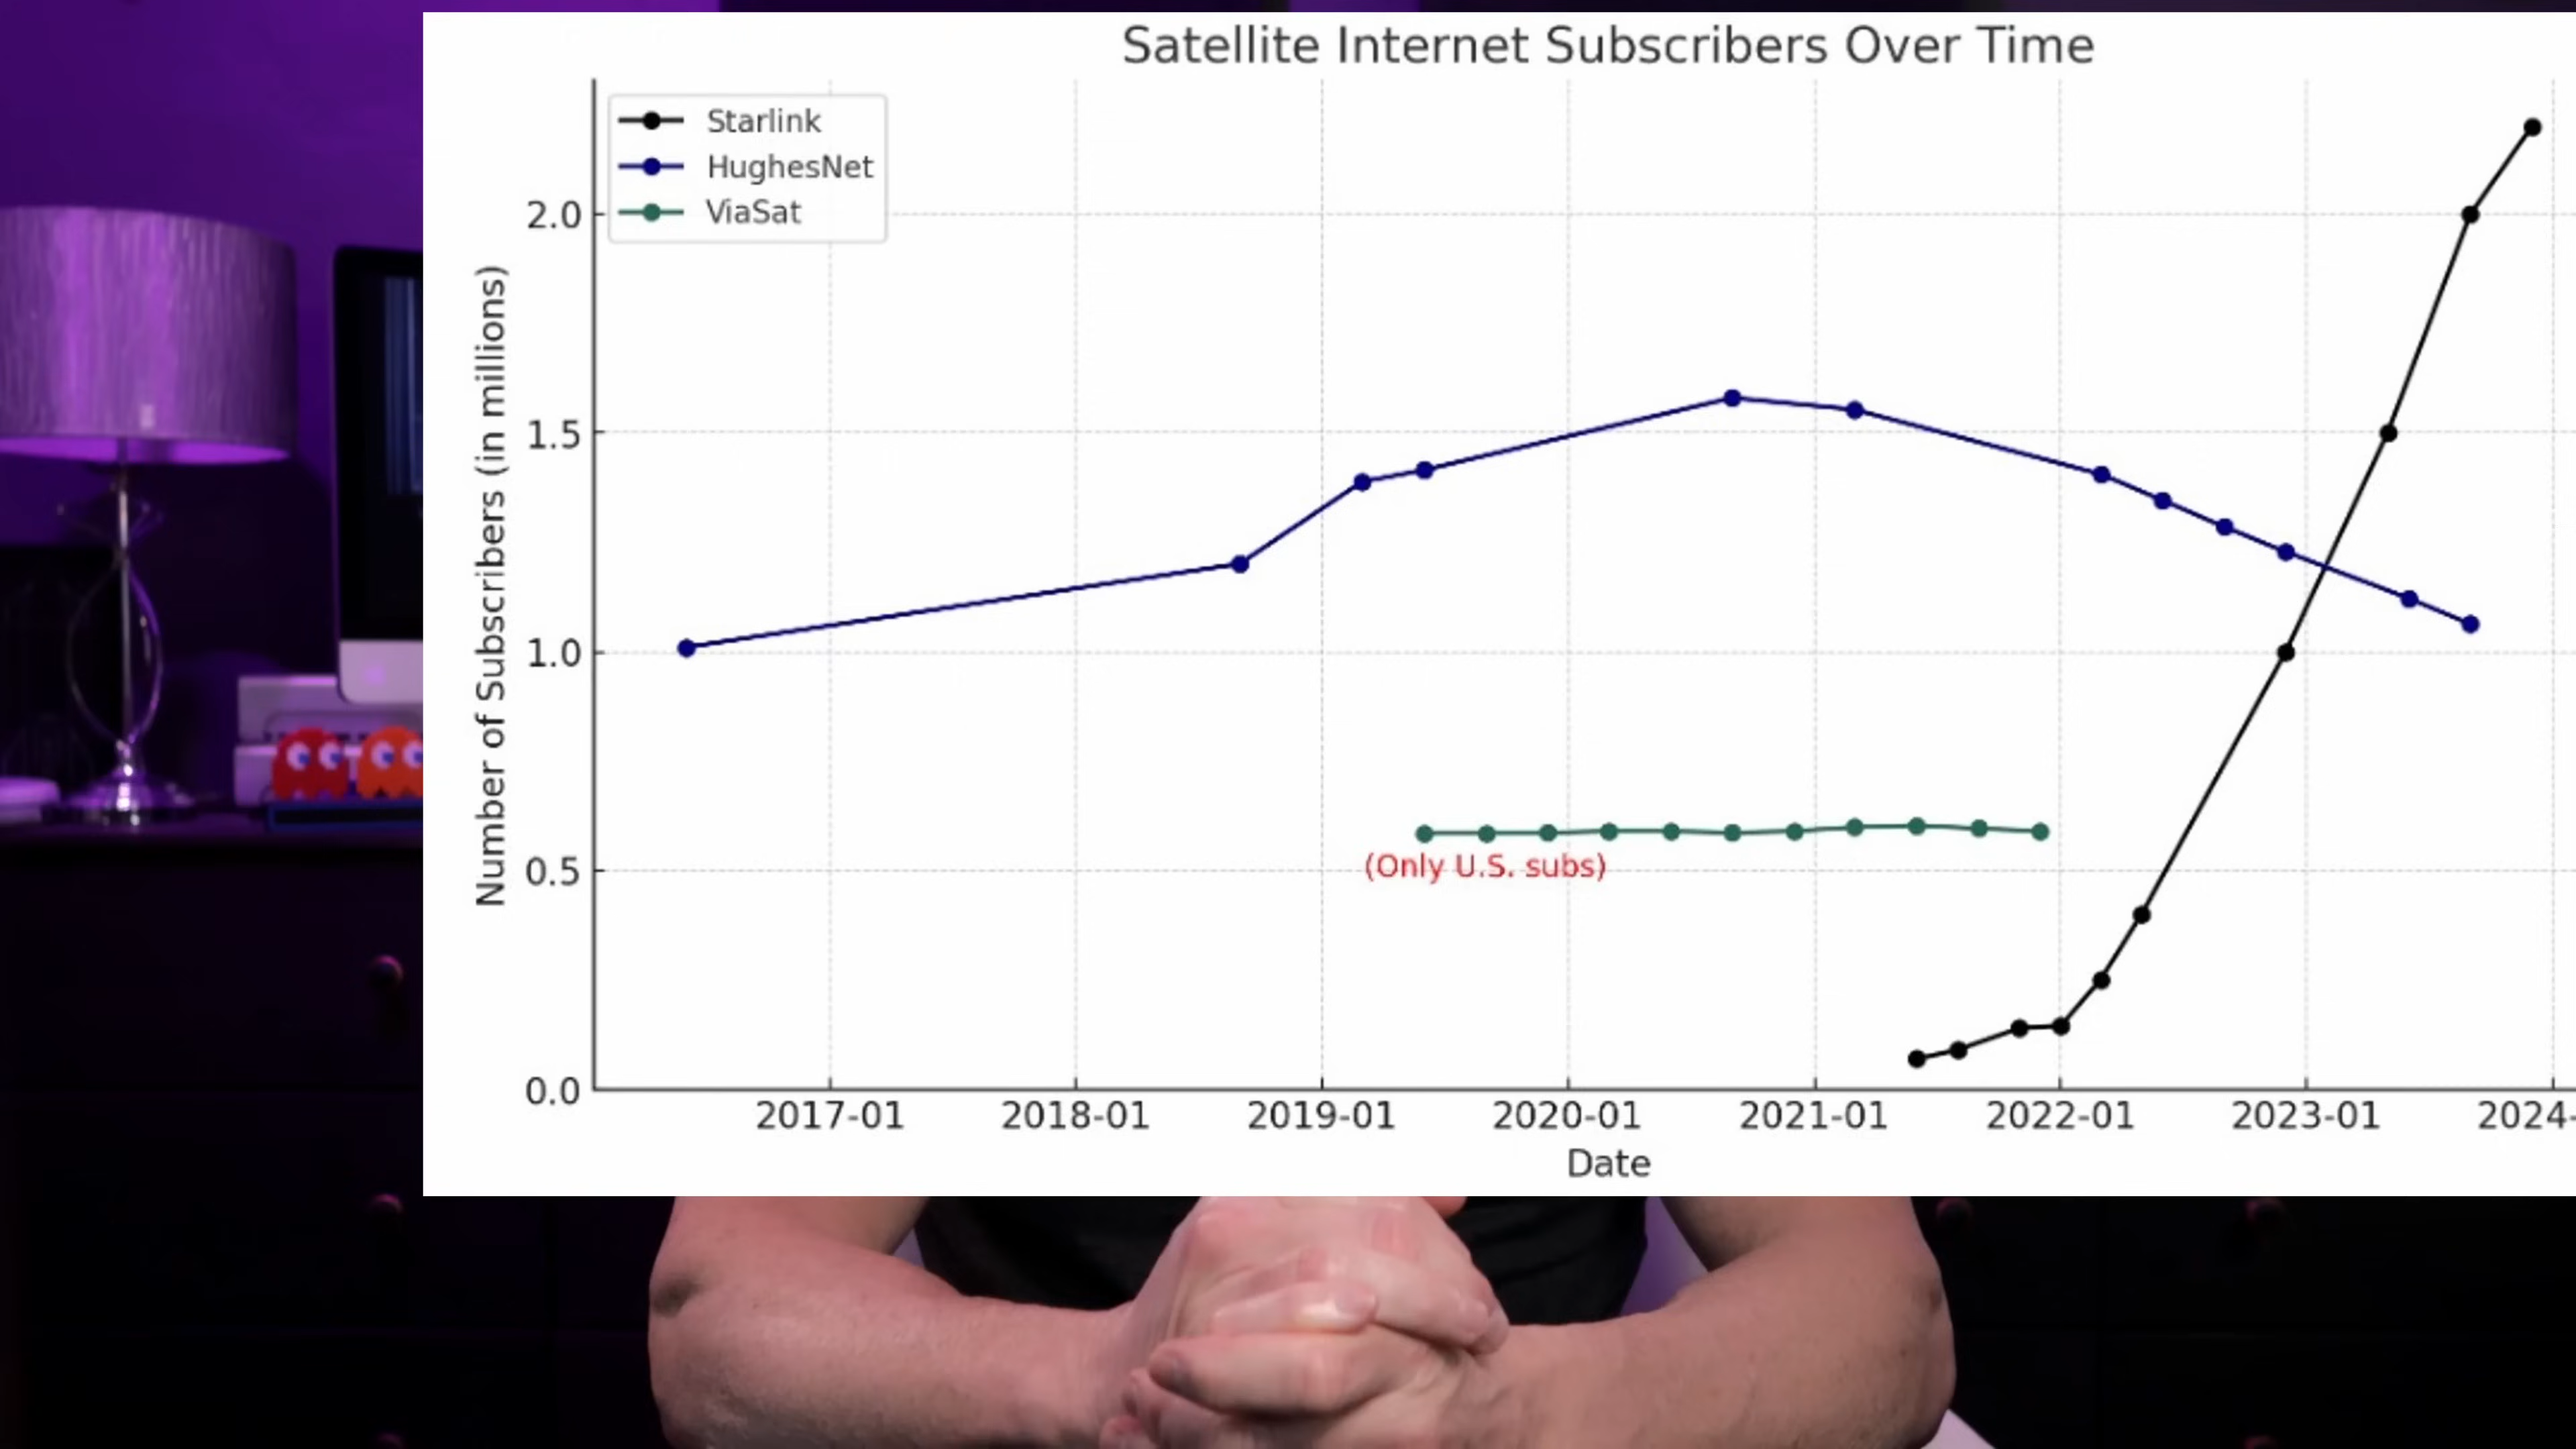 Satellite Internet Subscribers Over Time
Starlink
HughesNet
ViaSat
Number of Subscribers (in millions)
2.0
1.5
1.0
0.5
0.0
(Only U.S. subs)
2017-01
2018-01
2019-01
2020-01
2021-01
2022-01
2023-01
2024-
Date